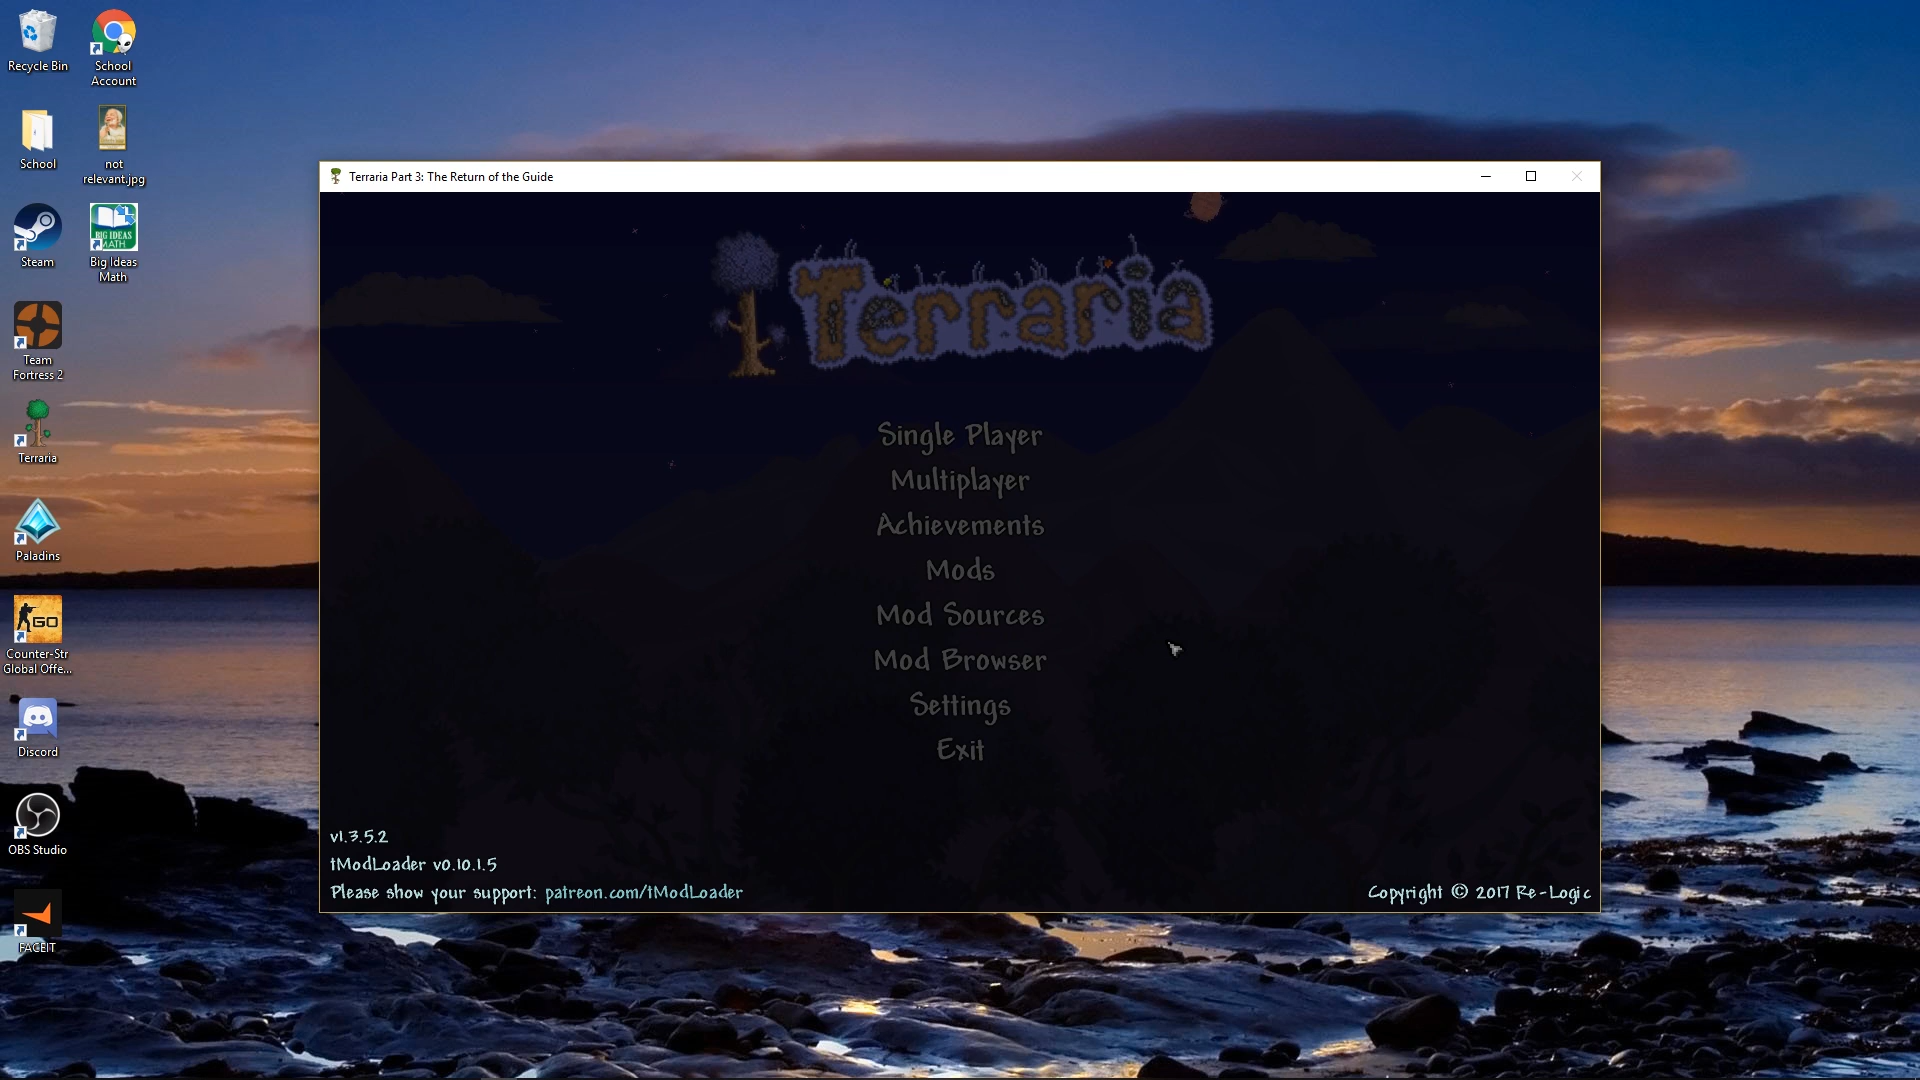 Recycle Bin
School
Account
School
not
relevant.jpg
Steam
BIG IDEAS
MATH
Big Ideas
Math
Team
Fortress 2
Terraria
Paladins
GO
Counter-Str
Global Offe...
Discord
OBS Studio
FACEIT
Terraria Part 3: The Return of the Guide
Terraria
Single Player
Multiplayer
Achievements
Mods
Mod Sources
Mod Browser
Settings
Exit
v1.3.5.2
tModLoader v0.10.1.5
Please show your support: patreon.com/tModLoader
Copyright © 2017 Re-Logic